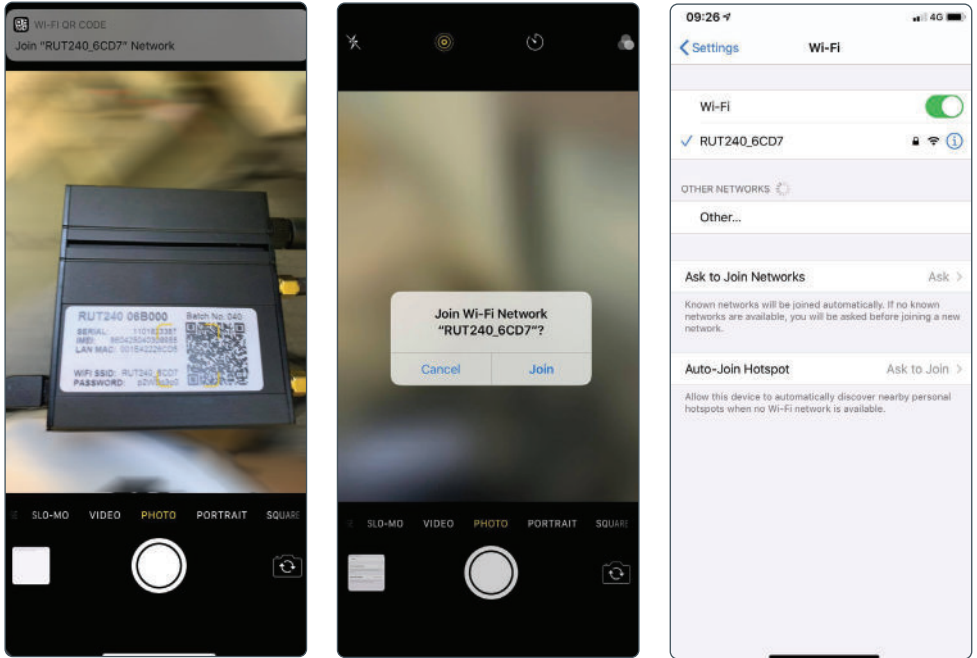 WI-FI QR CODE
Join "RUT240_6CD7" Network
RUT240 06B000 Batch No. 040
SERIAL:
IMEI:
LAN MAC: 001E42226CD5
WIFI SSID: RUT240_6CD7
PASSWORD:
SLO-MO VIDEO PHOTO PORTRAIT SQUARE
Join Wi-Fi Network
"RUT240_6CD7"?
Cancel Join
SLO-MO VIDEO PHOTO PORTRAIT SQUARE
09:26 4G
Settings Wi-Fi
Wi-Fi
RUT240_6CD7
OTHER NETWORKS
Other...
Ask to Join Networks Ask
Known networks will be joined automatically. If no known
networks are available, you will be asked before joining a new
network.
Auto-Join Hotspot Ask to Join
Allow this device to automatically discover nearby personal
hotspots when no Wi-Fi network is available.